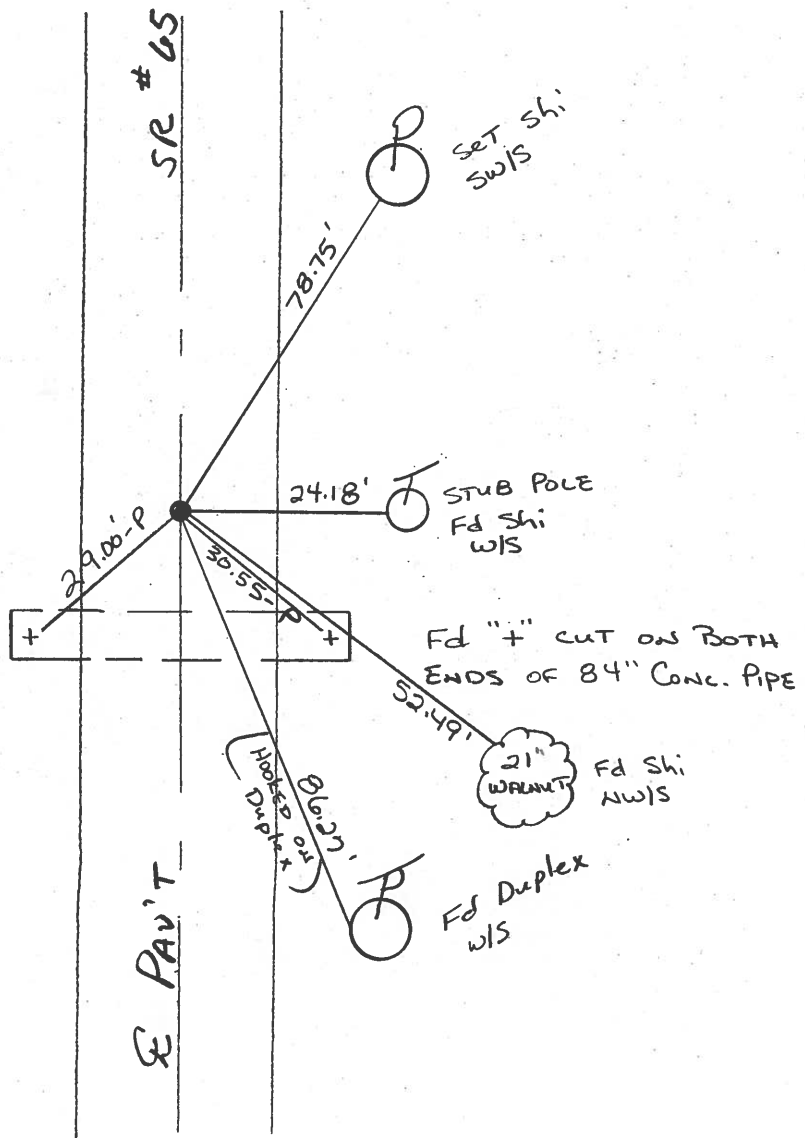 SR # 65
SeT Shi
SW/S
78.75'
24.18'
STUB POLE
Fd Shi
W/S
29.00'-P
30.55-P
Fd "+" CUT ON BOTH
ENDS OF 84" CONC. PIPE
+
+
52.49'
21"
WALNUT
Fd Shi
NW/S
86.27'
(HOOKED ON
Duplex)
Fd Duplex
W/S
℄ PAV'T